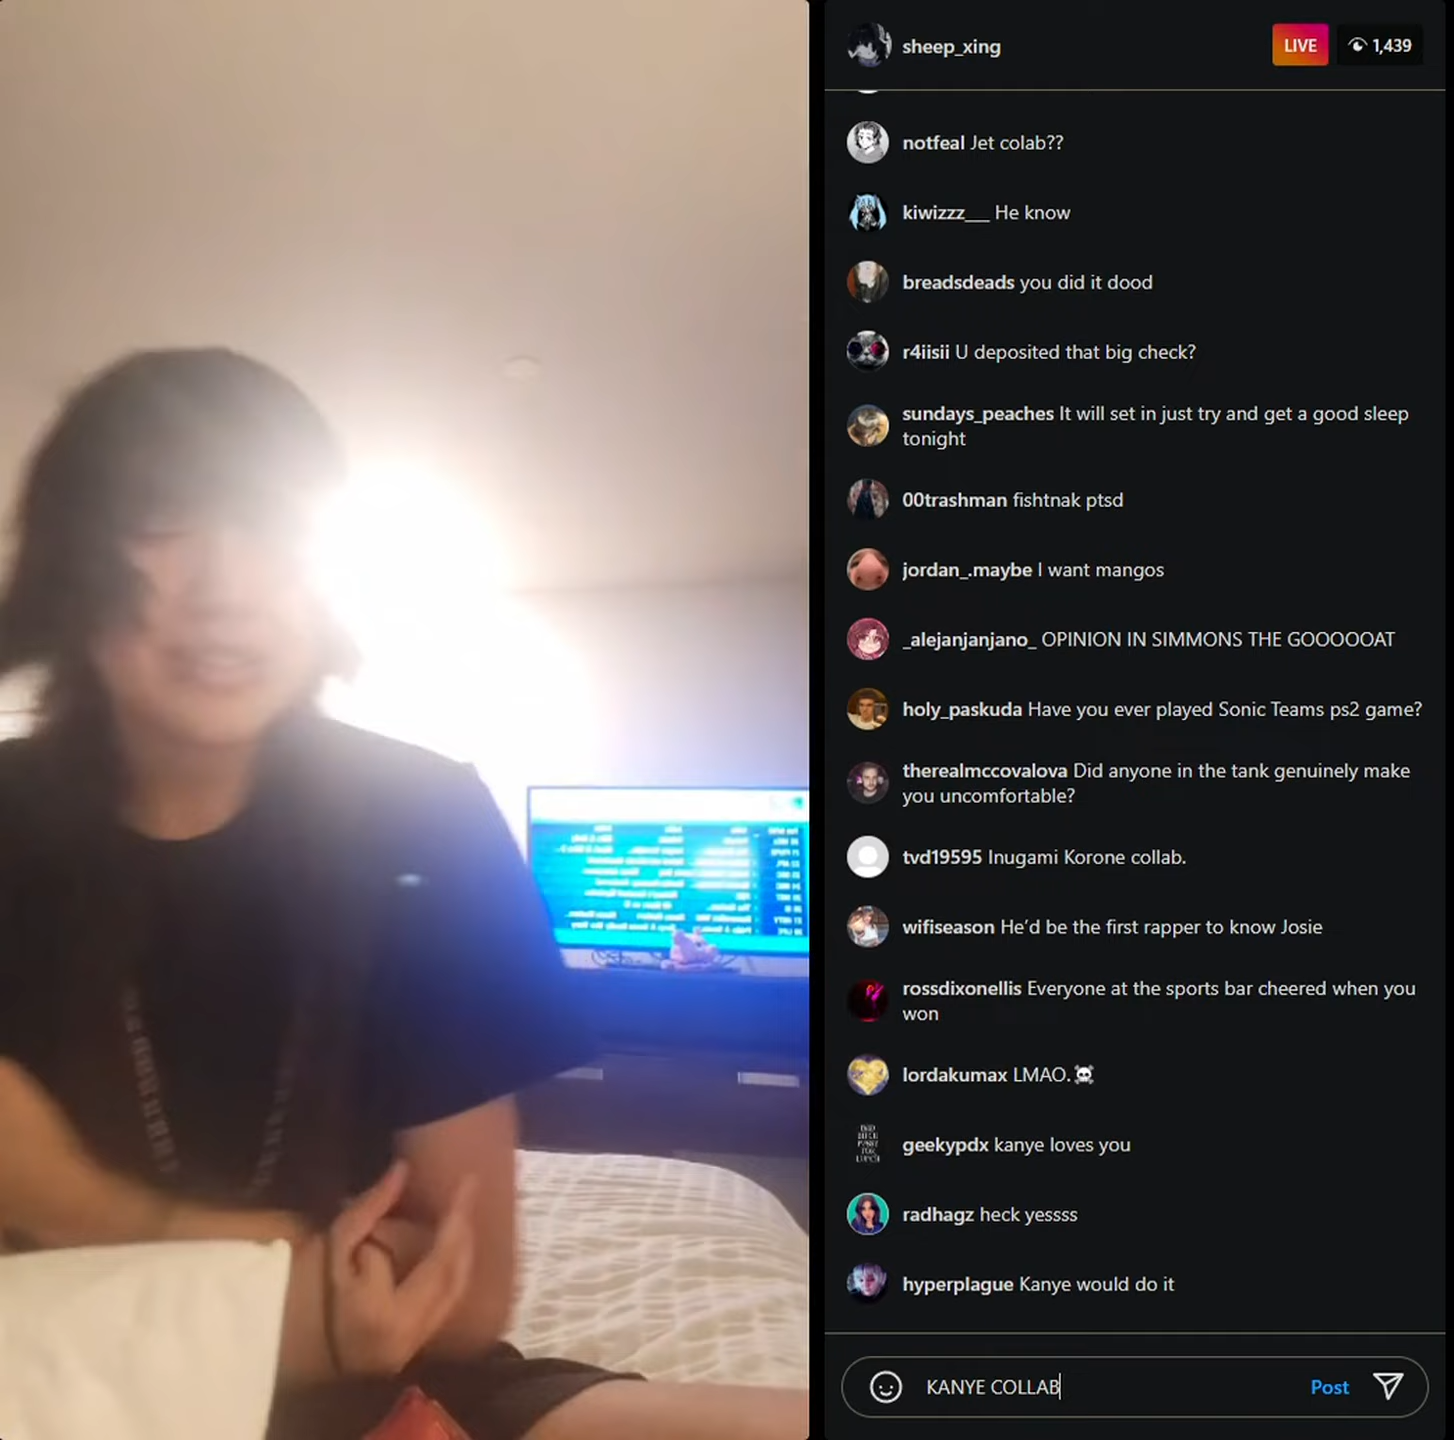 sheep_xing
LIVE
1,439
notfeal Jet colab??
kiwizzz___ He know
breadsdeads you did it dood
r4iisii U deposited that big check?
sundays_peaches It will set in just try and get a good sleep
tonight
00trashman fishtnak ptsd
jordan_.maybe I want mangos
_alejanjanjano_ OPINION IN SIMMONS THE GOOOOOAT
holy_paskuda Have you ever played Sonic Teams ps2 game?
therealmccovalova Did anyone in the tank genuinely make
you uncomfortable?
tvd19595 Inugami Korone collab.
wifiseason He'd be the first rapper to know Josie
rossdixonellis Everyone at the sports bar cheered when you
won
lordakumax LMAO.☠️
geekypdx kanye loves you
radhagz heck yessss
hyperplague Kanye would do it
KANYE COLLAB
Post